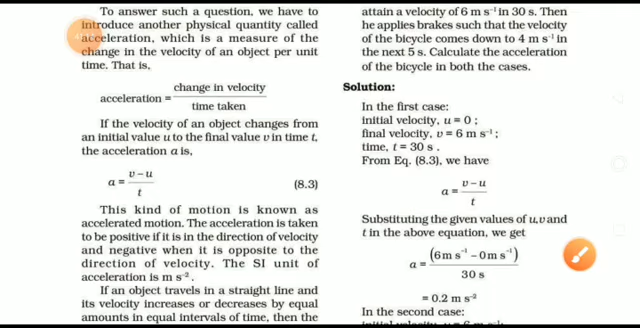 To answer such a question, we have to
introduce another physical quantity called
acceleration, which is a measure of the
change in the velocity of an object per unit
time. That is,
change in velocity
acceleration =
time taken
If the velocity of an object changes from
an initial value u to the final value v in time t,
the acceleration a is,
a = v – u
t
(8.3)
This kind of motion is known as
accelerated motion. The acceleration is taken
to be positive if it is in the direction of velocity
and negative when it is opposite to
the direction of velocity. The SI unit of
acceleration is m s⁻².
If an object travels in a straight line and
its velocity increases or decreases by equal
amounts in equal intervals of time, then the
attain a velocity of 6 m s⁻¹ in 30 s. Then
he applies brakes such that the velocity
of the bicycle comes down to 4 m s⁻¹ in
the next 5 s. Calculate the acceleration
of the bicycle in both the cases.
Solution:
In the first case:
initial velocity, u = 0 ;
final velocity, v = 6 m s⁻¹ ;
time, t = 30 s .
From Eq. (8.3), we have
a = v – u
t
Substituting the given values of u,v and
t in the above equation, we get
a = (6 m s⁻¹ – 0 m s⁻¹)
30 s
= 0.2 m s⁻²
In the second case: